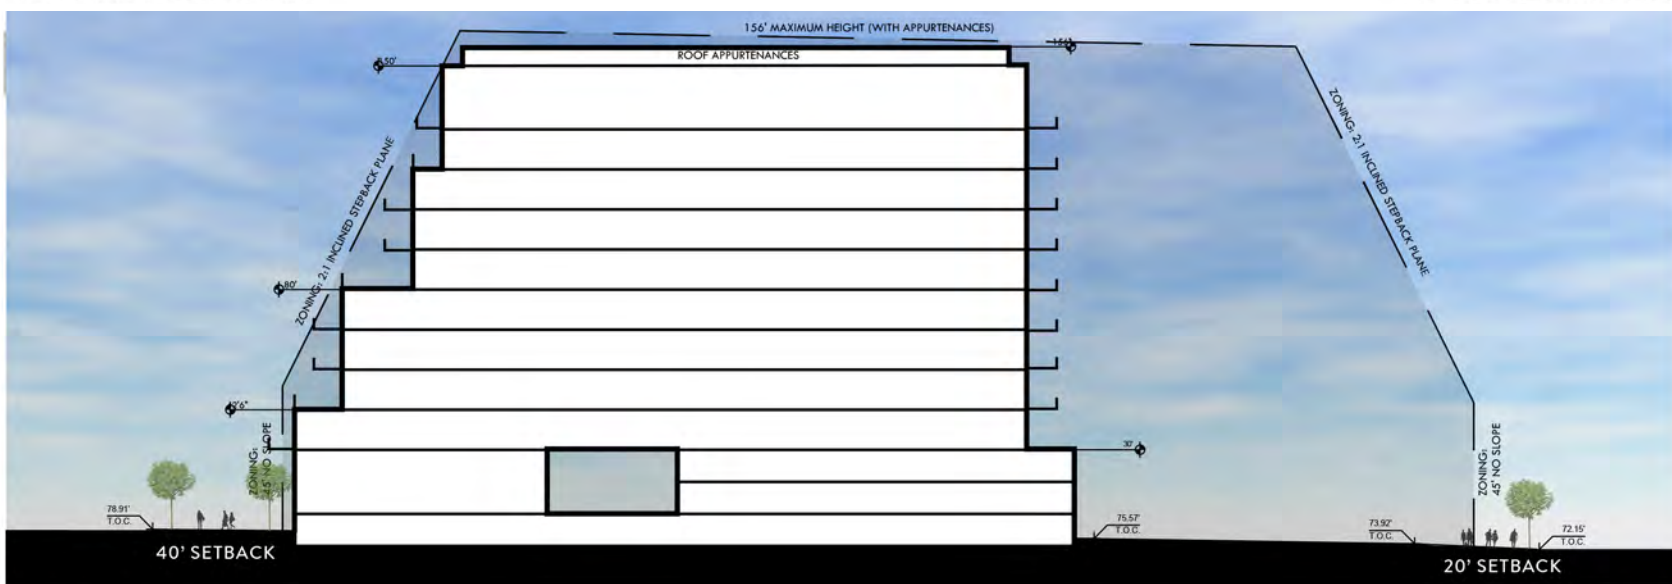 156' MAXIMUM HEIGHT (WITH APPURTENANCES)
156'
ROOF APPURTENANCES
ZONING: 2:1 INCLINED STEPBACK PLANE
ZONING: 2:1 INCLINED STEPBACK PLANE
80'
ZONING:
45' NO SLOPE
30'
ZONING:
45' NO SLOPE
78.91'
T.O.C.
75.57'
T.O.C.
73.92'
T.O.C.
72.15'
T.O.C.
40' SETBACK
20' SETBACK